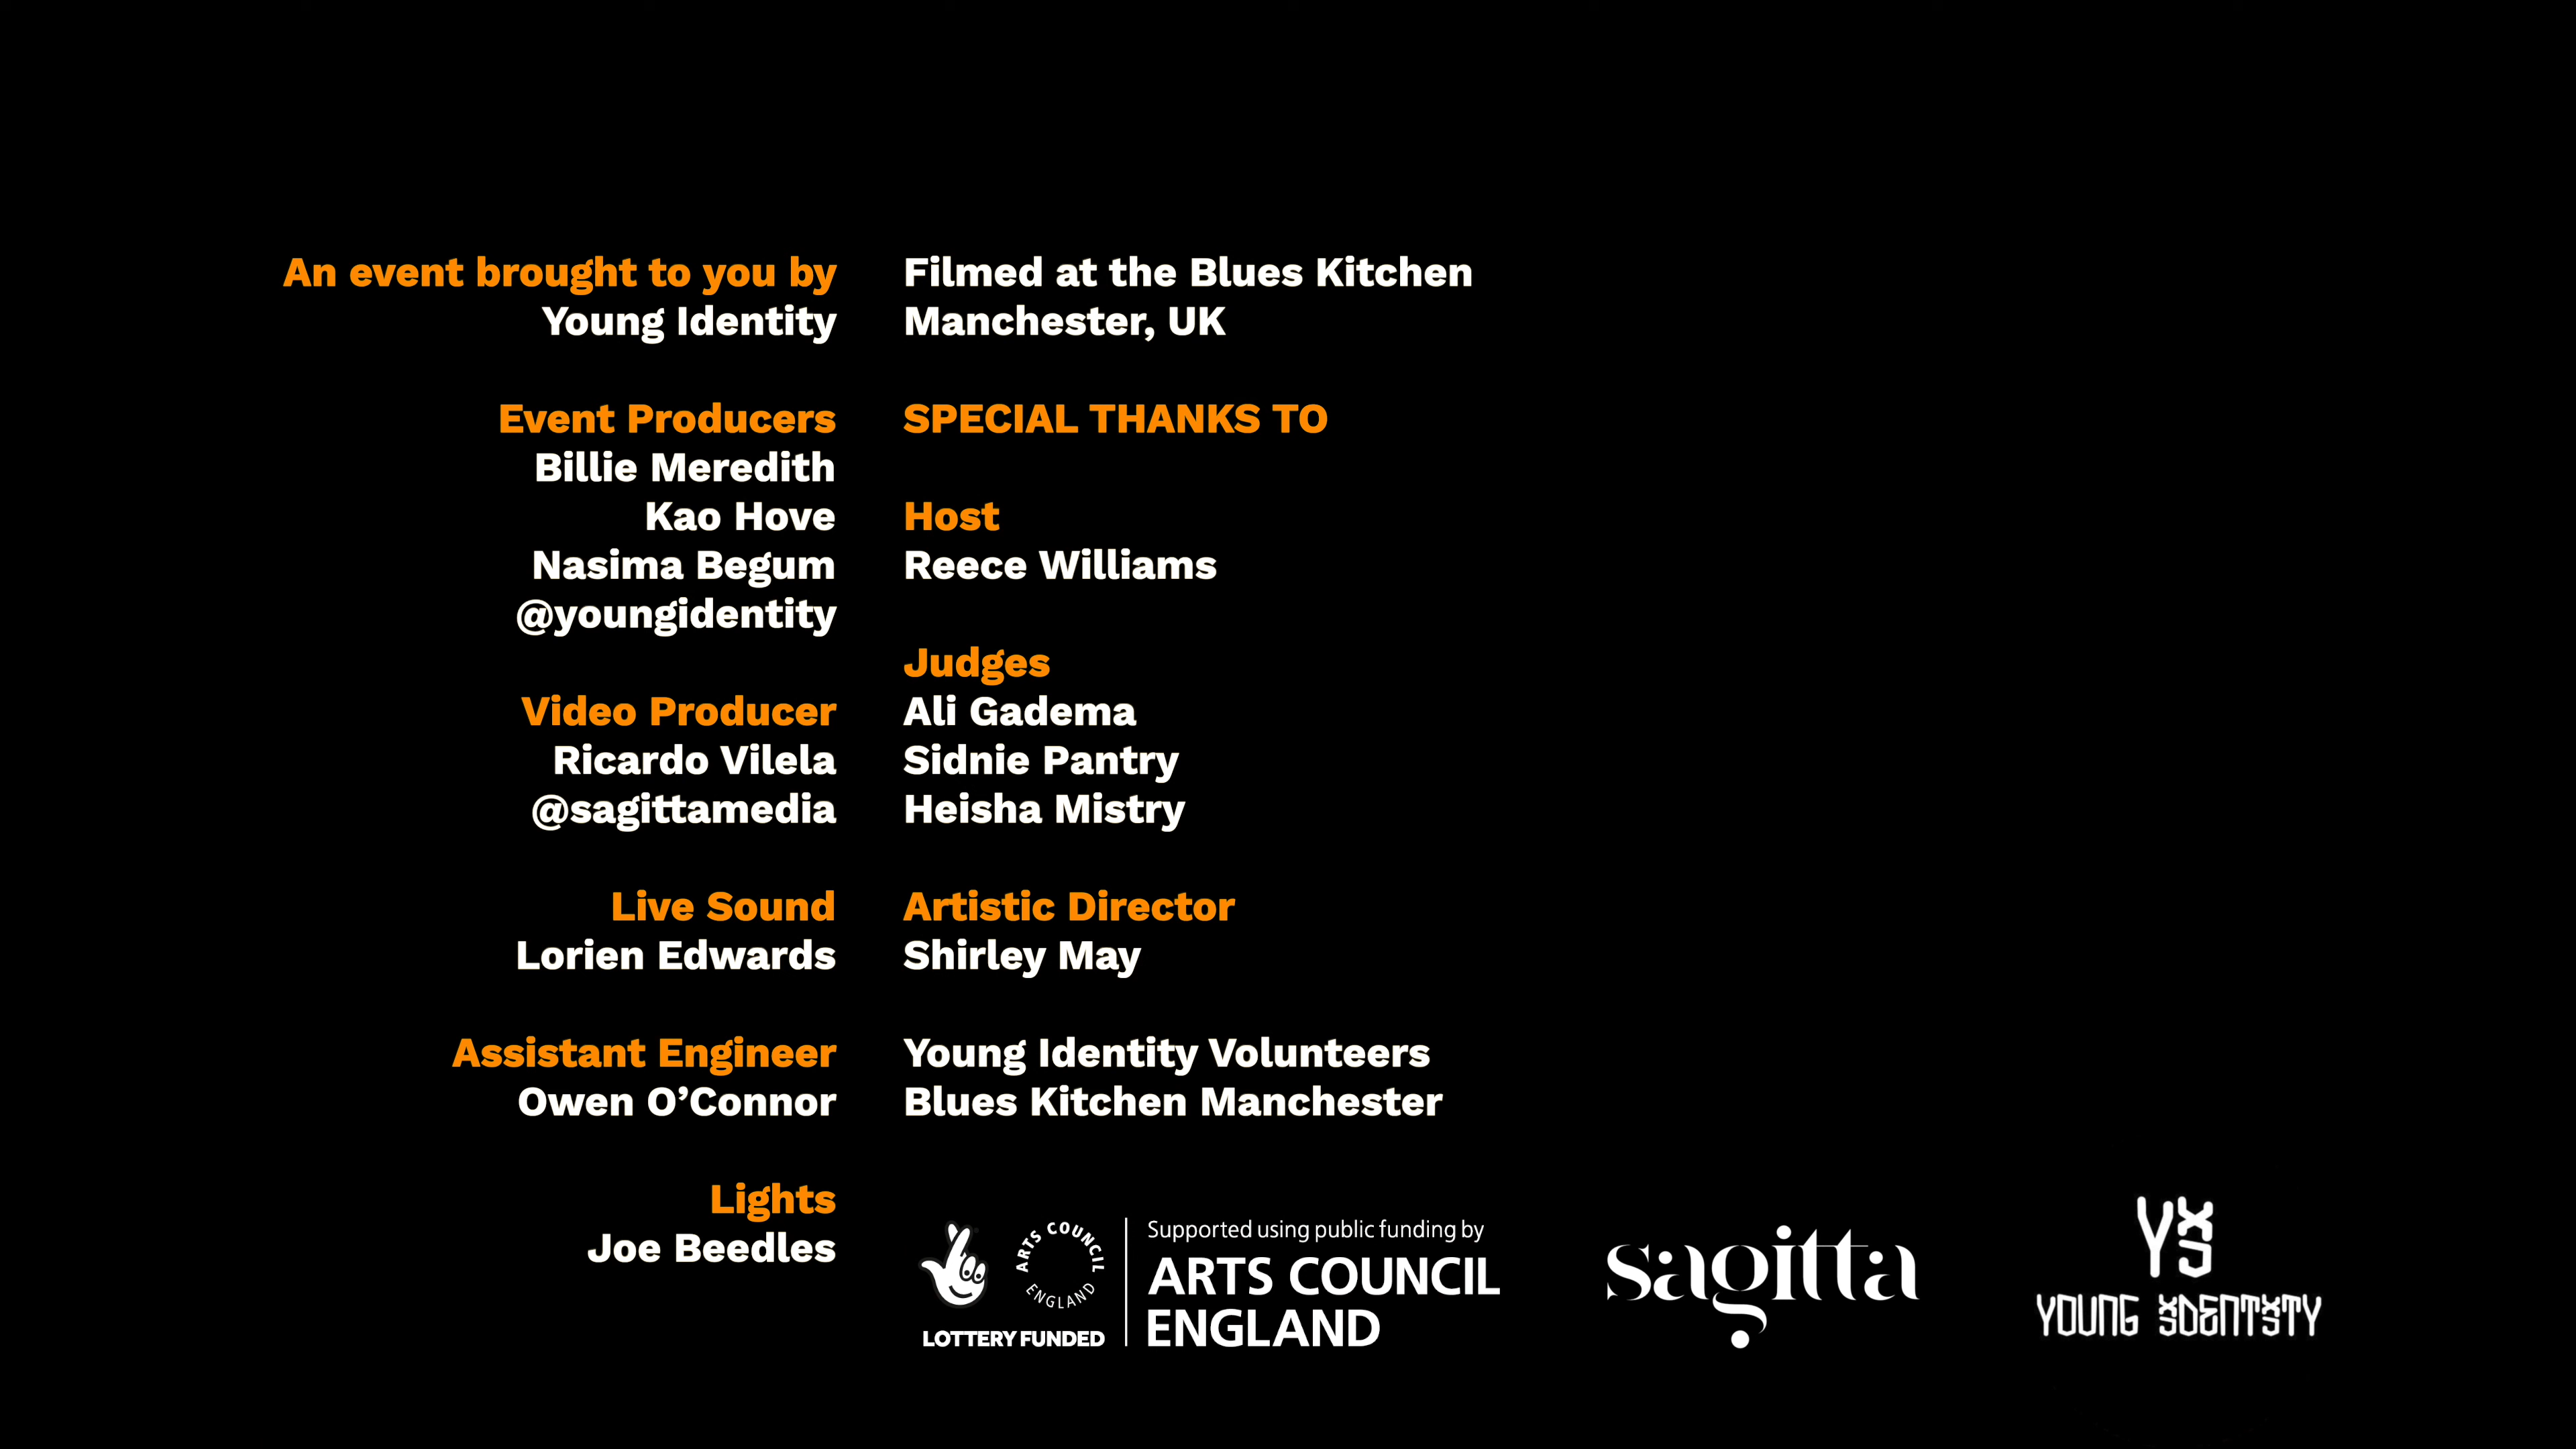 An event brought to you by
Young Identity
Event Producers
Billie Meredith
Kao Hove
Nasima Begum
@youngidentity
Video Producer
Ricardo Vilela
@sagittamedia
Live Sound
Lorien Edwards
Assistant Engineer
Owen O’Connor
Lights
Joe Beedles
Filmed at the Blues Kitchen
Manchester, UK
SPECIAL THANKS TO
Host
Reece Williams
Judges
Ali Gadema
Sidnie Pantry
Heisha Mistry
Artistic Director
Shirley May
Young Identity Volunteers
Blues Kitchen Manchester
ARTS COUNCIL
ENGLAND
LOTTERY FUNDED
Supported using public funding by
ARTS COUNCIL
ENGLAND
sagitta
YI
YOUNG IDENTITY